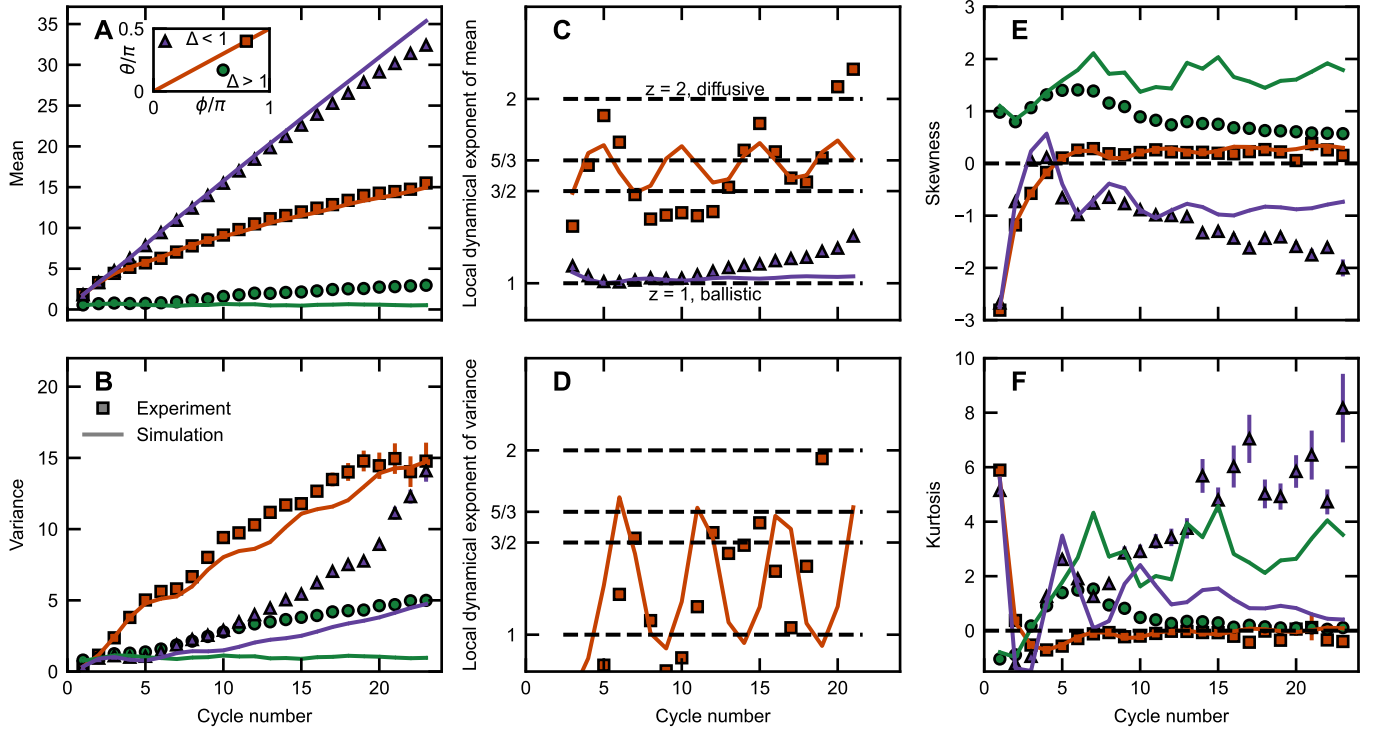 A
Mean
35
30
25
20
15
10
5
0
0.5
θ/π
0
Δ < 1
Δ > 1
0
ϕ/π
1
C
Local dynamical exponent of mean
2
5/3
3/2
1
z = 2, diffusive
z = 1, ballistic
E
Skewness
3
2
1
0
−1
−2
−3
B
Variance
20
15
10
5
0
Experiment
Simulation
0
5
10
15
20
Cycle number
D
Local dynamical exponent of variance
2
5/3
3/2
1
0
5
10
15
20
Cycle number
F
Kurtosis
10
8
6
4
2
0
0
5
10
15
20
Cycle number